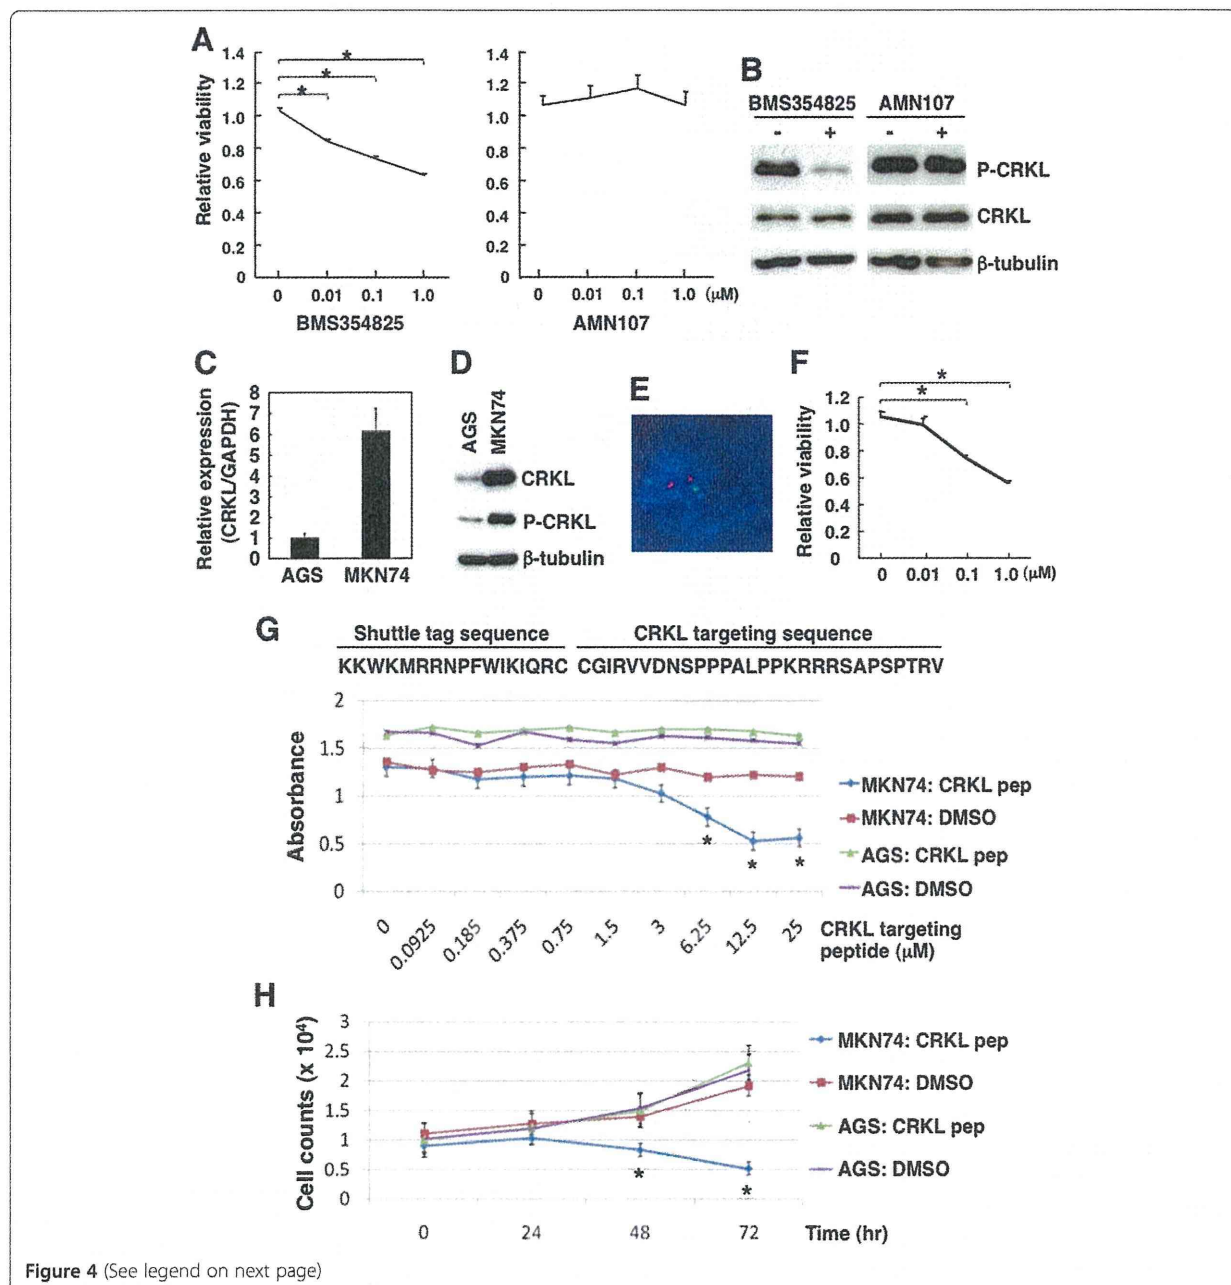 A
Relative viability
1.4
1.2
1.0
0.8
0.6
0.4
0.2
0
*
*
*
0 0.01 0.1 1.0
BMS354825
1.4
1.2
1.0
0.8
0.6
0.4
0.2
0
0 0.01 0.1 1.0 (μM)
AMN107
B
BMS354825 AMN107
- + - +
P-CRKL
CRKL
β-tubulin
C
Relative expression
(CRKL/GAPDH)
8
7
6
5
4
3
2
1
0
AGS MKN74
D
AGS MKN74
CRKL
P-CRKL
β-tubulin
E
F
Relative viability
1.2
1.0
0.8
0.6
0.4
0.2
0
*
*
0 0.01 0.1 1.0 (μM)
G
Shuttle tag sequence CRKL targeting sequence
KKWKMRRNPFWIKIQRC CGIRVVDNSPPPALPPKRRRSAPSPTRV
Absorbance
2
1.5
1
0.5
0
* * *
MKN74: CRKL pep
MKN74: DMSO
AGS: CRKL pep
AGS: DMSO
0 0.0925 0.185 0.375 0.75 1.5 3 6.25 12.5 25
CRKL targeting
peptide (μM)
H
Cell counts (x 10⁴)
3
2.5
2
1.5
1
0.5
0
* *
MKN74: CRKL pep
MKN74: DMSO
AGS: CRKL pep
AGS: DMSO
0 24 48 72 Time (hr)
Figure 4 (See legend on next page)